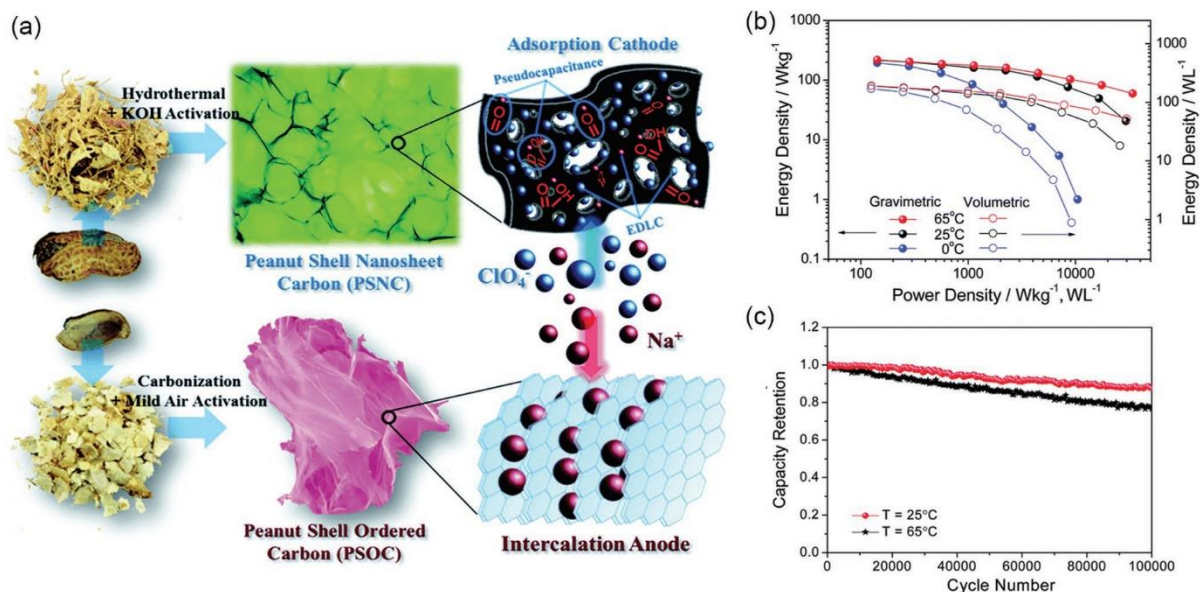 (a)
Hydrothermal
+ KOH Activation
Peanut Shell Nanosheet
Carbon (PSNC)
Adsorption Cathode
Pseudocapacitance
EDLC
ClO₄⁻
Na⁺
Carbonization
+ Mild Air Activation
Peanut Shell Ordered
Carbon (PSOC)
Intercalation Anode
(b)
Energy Density / Wkg⁻¹
1000
100
10
1
0.1
100
1000
10000
Power Density / Wkg⁻¹, WL⁻¹
1000
100
10
1
Energy Density / WL⁻¹
Gravimetric
Volumetric
65°C
25°C
0°C
(c)
Capacity Retention
1.2
1.0
0.8
0.6
0.4
0.2
0.0
T = 25°C
T = 65°C
20000
40000
60000
80000
100000
Cycle Number